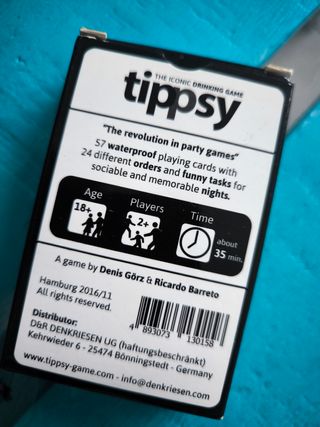 THE ICONIC DRINKING GAME
tippsy
"The revolution in party games"
57 waterproof playing cards with
24 different orders and funny tasks for
sociable and memorable nights.
Age
Players
Time
18+
2+
about
35 min.
A game by Denis Görz & Ricardo Barreto
Hamburg 2016/11
All rights reserved.
Distributor:
D&R DENKRIESEN UG (haftungsbeschränkt)
Kehrwieder 6 - 25474 Bönningstedt - Germany
www.tippsy-game.com - info@denkriesen.com
4 893073 130158